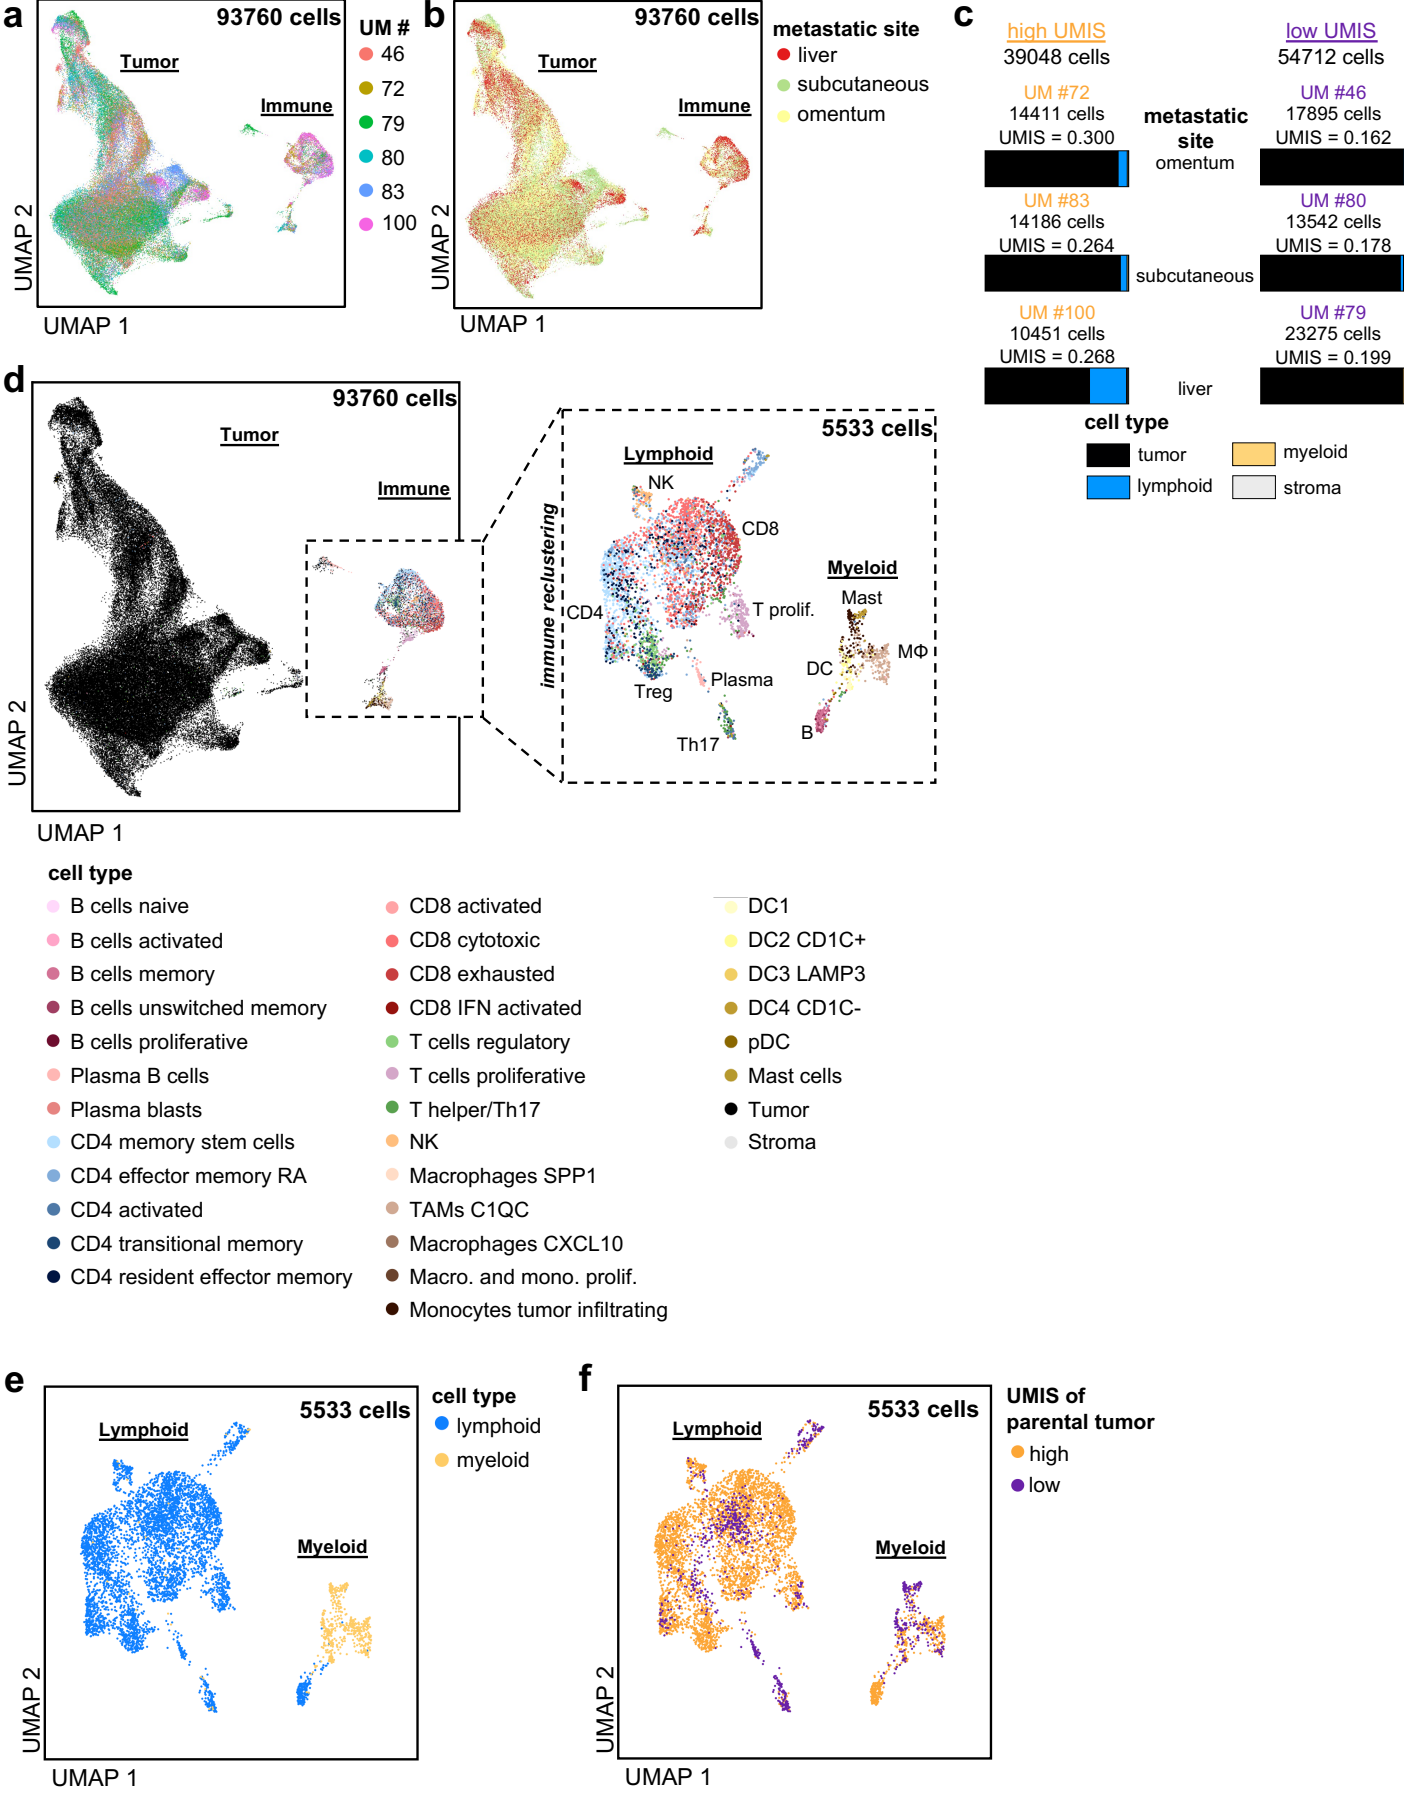 a
93760 cells
Tumor
Immune
UMAP 2
UMAP 1
UM #
46
72
79
80
83
100
b
93760 cells
Tumor
Immune
UMAP 2
UMAP 1
metastatic site
liver
subcutaneous
omentum
c
high UMIS
39048 cells
low UMIS
54712 cells
metastatic
site
UM #72
14411 cells
UMIS = 0.300
omentum
UM #46
17895 cells
UMIS = 0.162
UM #83
14186 cells
UMIS = 0.264
subcutaneous
UM #80
13542 cells
UMIS = 0.178
UM #100
10451 cells
UMIS = 0.268
liver
UM #79
23275 cells
UMIS = 0.199
cell type
tumor
lymphoid
myeloid
stroma
d
93760 cells
Tumor
Immune
UMAP 2
UMAP 1
immune reclustering
5533 cells
Lymphoid
NK
CD8
CD4
T prolif.
Treg
Plasma
Th17
Myeloid
Mast
MΦ
DC
B
cell type
B cells naive
B cells activated
B cells memory
B cells unswitched memory
B cells proliferative
Plasma B cells
Plasma blasts
CD4 memory stem cells
CD4 effector memory RA
CD4 activated
CD4 transitional memory
CD4 resident effector memory
CD8 activated
CD8 cytotoxic
CD8 exhausted
CD8 IFN activated
T cells regulatory
T cells proliferative
T helper/Th17
NK
Macrophages SPP1
TAMs C1QC
Macrophages CXCL10
Macro. and mono. prolif.
Monocytes tumor infiltrating
DC1
DC2 CD1C+
DC3 LAMP3
DC4 CD1C-
pDC
Mast cells
Tumor
Stroma
e
5533 cells
Lymphoid
Myeloid
UMAP 2
UMAP 1
cell type
lymphoid
myeloid
f
5533 cells
Lymphoid
Myeloid
UMAP 2
UMAP 1
UMIS of
parental tumor
high
low